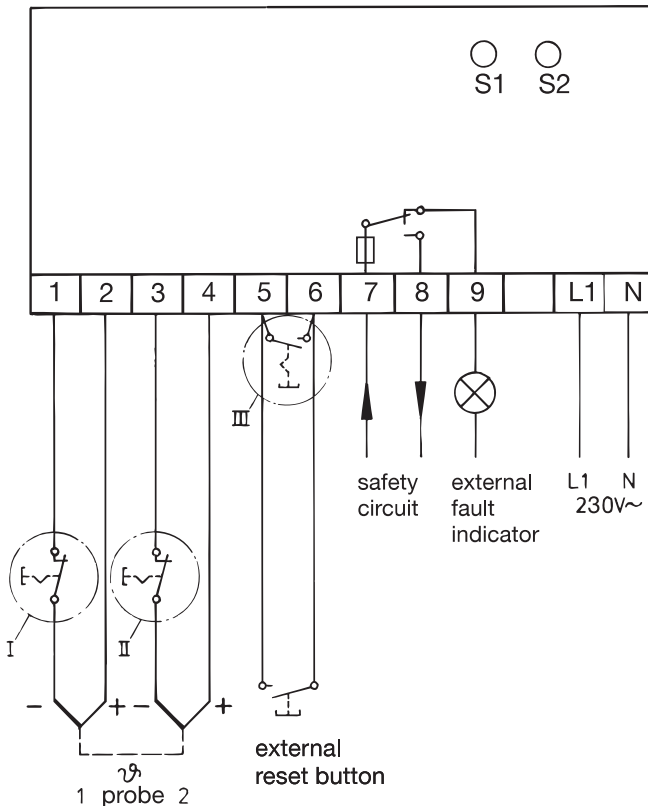 S1 S2
1 2 3 4 5 6 7 8 9 L1 N
III
safety
circuit
external
fault
indicator
L1 N
230V~
I
II
- + - +
external
reset button
ϑ
1 probe 2